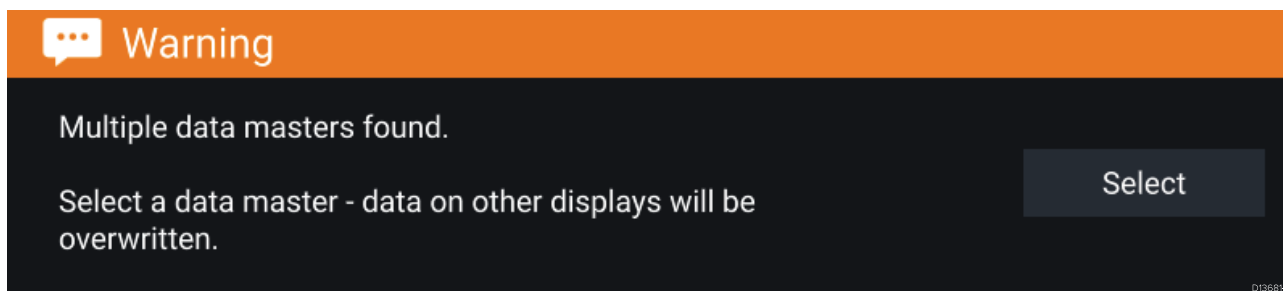 Warning
Multiple data masters found.
Select a data master - data on other displays will be
overwritten.
Select